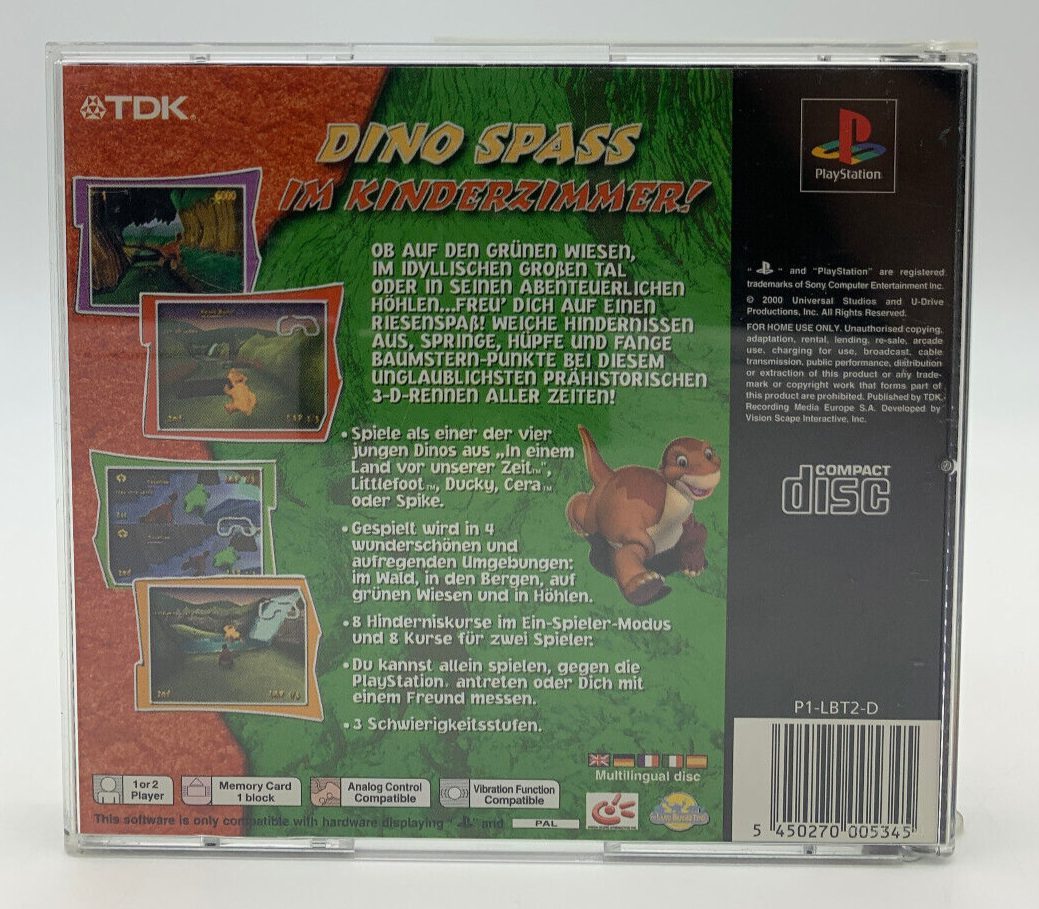 TDK
DINO SPASS
IM KINDERZIMMER!
OB AUF DEN GRÜNEN WIESEN,
IM IDYLLISCHEN GROßEN TAL
ODER IN SEINEN ABENTEUERLICHEN
HÖHLEN...FREU' DICH AUF EINEN
RIESENSPAß! WEICHE HINDERNISSEN
AUS, SPRINGE, HÜPFE UND FANGE
BAUMSTERN-PUNKTE BEI DIESEM
UNGLAUBLICHSTEN PRÄHISTORISCHEN
3-D-RENNEN ALLER ZEITEN!
• Spiele als einer der vier
jungen Dinos aus „In einem
Land vor unserer Zeit™",
Littlefoot™, Ducky, Cera™
oder Spike.
• Gespielt wird in 4
wunderschönen und
aufregenden Umgebungen:
im Wald, in den Bergen, auf
grünen Wiesen und in Höhlen.
• 8 Hinderniskurse im Ein-Spieler-Modus
und 8 Kurse für zwei Spieler.
• Du kannst allein spielen, gegen die
PlayStation. antreten oder Dich mit
einem Freund messen.
• 3 Schwierigkeitsstufen.
Multilingual disc
1 or 2
Player
Memory Card
1 block
Analog Control
Compatible
Vibration Function
Compatible
This software is only compatible with hardware displaying " " and PAL
PlayStation
" " and "PlayStation" are registered
trademarks of Sony Computer Entertainment Inc.
© 2000 Universal Studios and U-Drive
Productions, Inc. All Rights Reserved.
FOR HOME USE ONLY. Unauthorised copying,
adaptation, rental, lending, re-sale, arcade
use, charging for use, broadcast, cable
transmission, public performance, distribution
or extraction of this product or any trade-
mark or copyright work that forms part of
this product are prohibited. Published by TDK
Recording Media Europe S.A. Developed by
Vision Scape Interactive, Inc.
COMPACT
disc
P1-LBT2-D
5 450270 005345